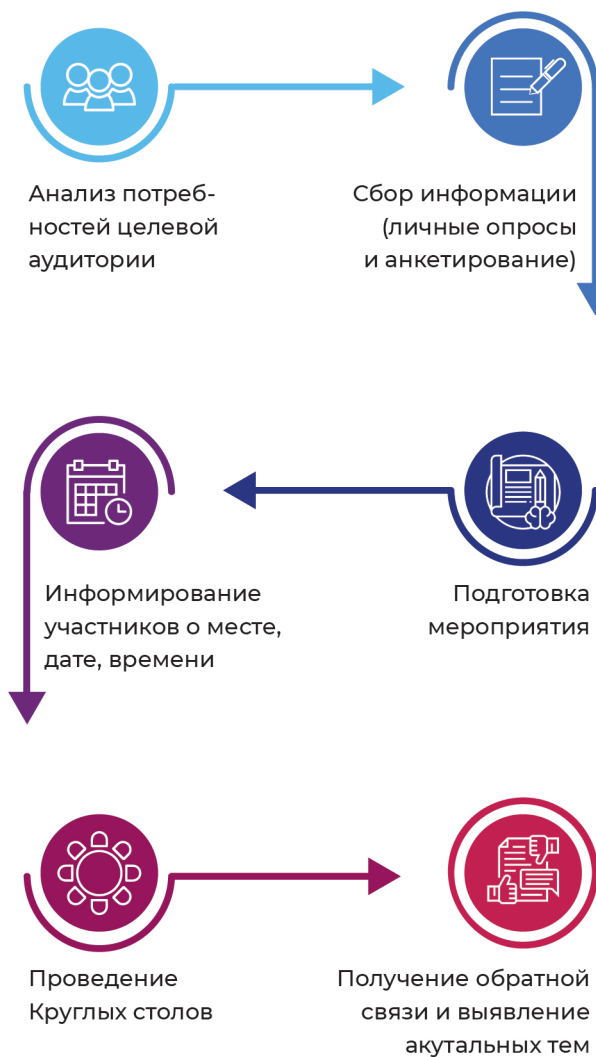 Анализ потреб-
ностей целевой
аудитории
Сбор информации
(личные опросы
и анкетирование)
Подготовка
мероприятия
Информирование
участников о месте,
дате, времени
Проведение
Круглых столов
Получение обратной
связи и выявление
акутальных тем